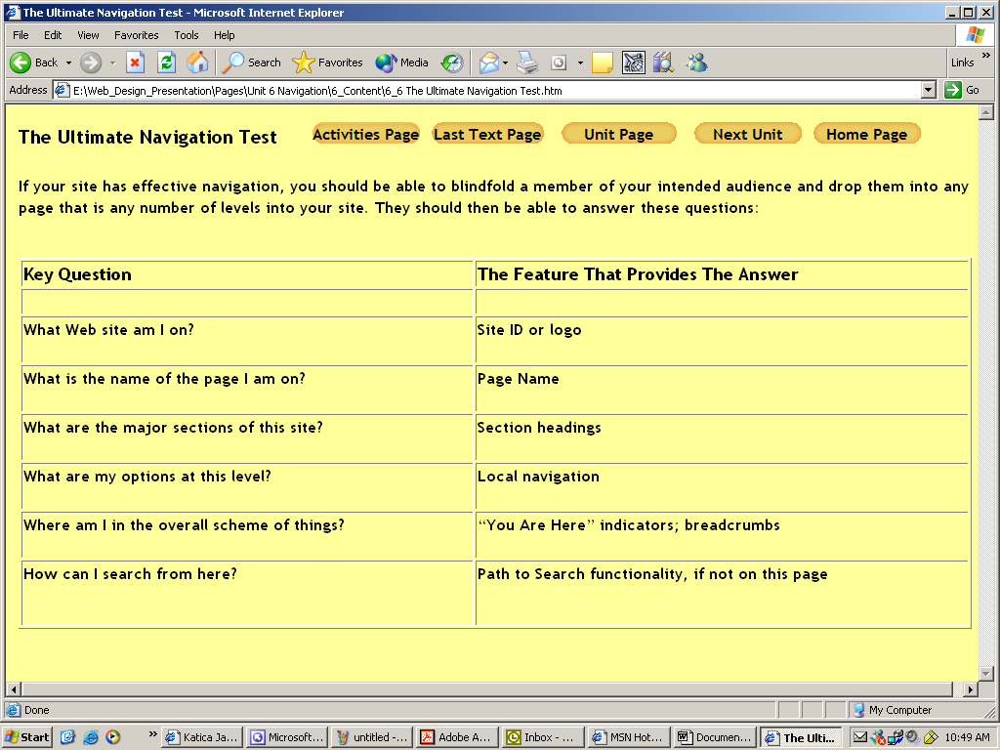 The Ultimate Navigation Test - Microsoft Internet Explorer
File Edit View Favorites Tools Help
Back Search Favorites Media Links »
Address E:\Web_Design_Presentation\Pages\Unit 6 Navigation\6_Content\6_6 The Ultimate Navigation Test.htm Go
The Ultimate Navigation Test Activities Page Last Text Page Unit Page Next Unit Home Page
If your site has effective navigation, you should be able to blindfold a member of your intended audience and drop them into any
page that is any number of levels into your site. They should then be able to answer these questions:
Key Question The Feature That Provides The Answer
What Web site am I on? Site ID or logo
What is the name of the page I am on? Page Name
What are the major sections of this site? Section headings
What are my options at this level? Local navigation
Where am I in the overall scheme of things? “You Are Here” indicators; breadcrumbs
How can I search from here? Path to Search functionality, if not on this page
Done My Computer
Start » Katica Ja... Microsoft... untitled -... Adobe A... Inbox - ... MSN Hot... Documen... The Ulti... 10:49 AM